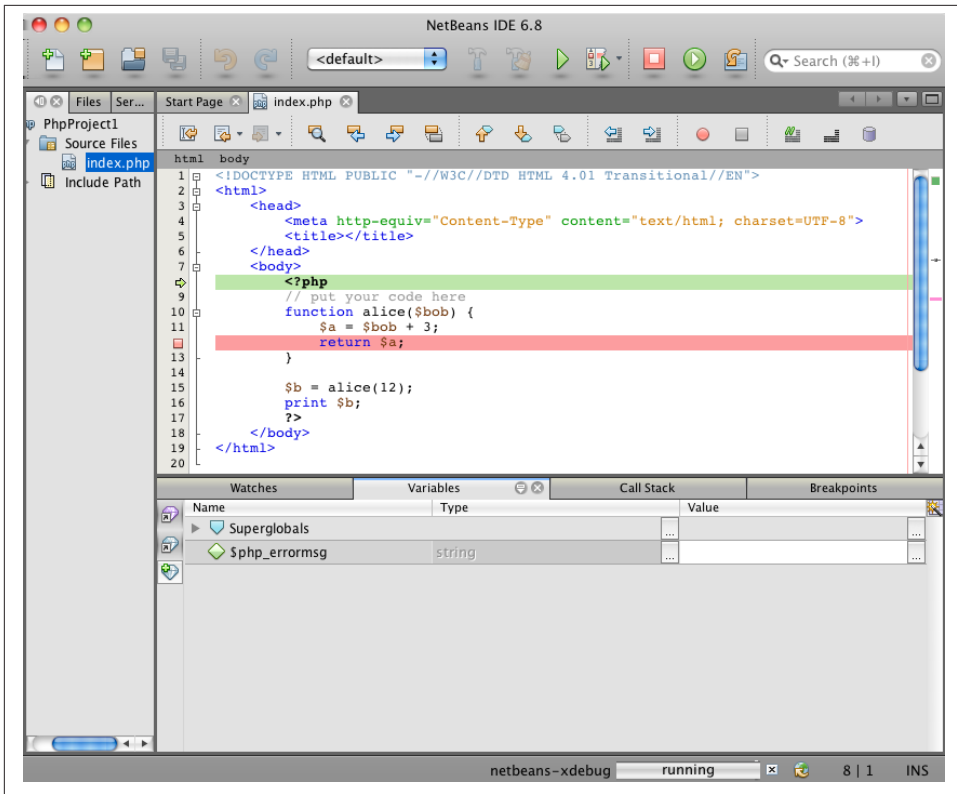 NetBeans IDE 6.8
<default>
Search (⌘+I)
Files Ser...
Start Page index.php
PhpProject1
Source Files
index.php
Include Path
html body
1 <!DOCTYPE HTML PUBLIC "-//W3C//DTD HTML 4.01 Transitional//EN">
2 <html>
3 <head>
4 <meta http-equiv="Content-Type" content="text/html; charset=UTF-8">
5 <title></title>
6 </head>
7 <body>
<?php
9 // put your code here
10 function alice($bob) {
11 $a = $bob + 3;
return $a;
13 }
14
15 $b = alice(12);
16 print $b;
17 ?>
18 </body>
19 </html>
20
Watches Variables Call Stack Breakpoints
Name Type Value
Superglobals ... ...
$php_errormsg string ... ...
netbeans-xdebug running 8 | 1 INS